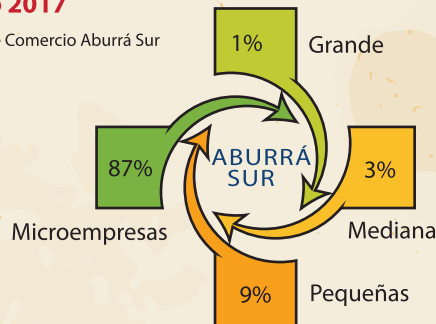 2017
Comercio Aburrá Sur
1%
Grande
87%
ABURRÁ
SUR
3%
Microempresas
Mediana
9%
Pequeñas